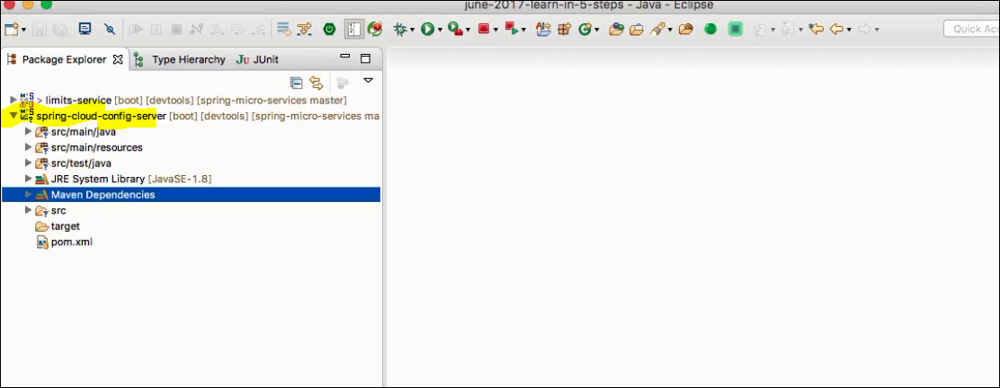 june-2017-learn-in-5-steps - Java - Eclipse
Quick Acc
Package Explorer Type Hierarchy Ju JUnit
> limits-service [boot] [devtools] [spring-micro-services master]
spring-cloud-config-server [boot] [devtools] [spring-micro-services ma
src/main/java
src/main/resources
src/test/java
JRE System Library [JavaSE-1.8]
Maven Dependencies
src
target
pom.xml